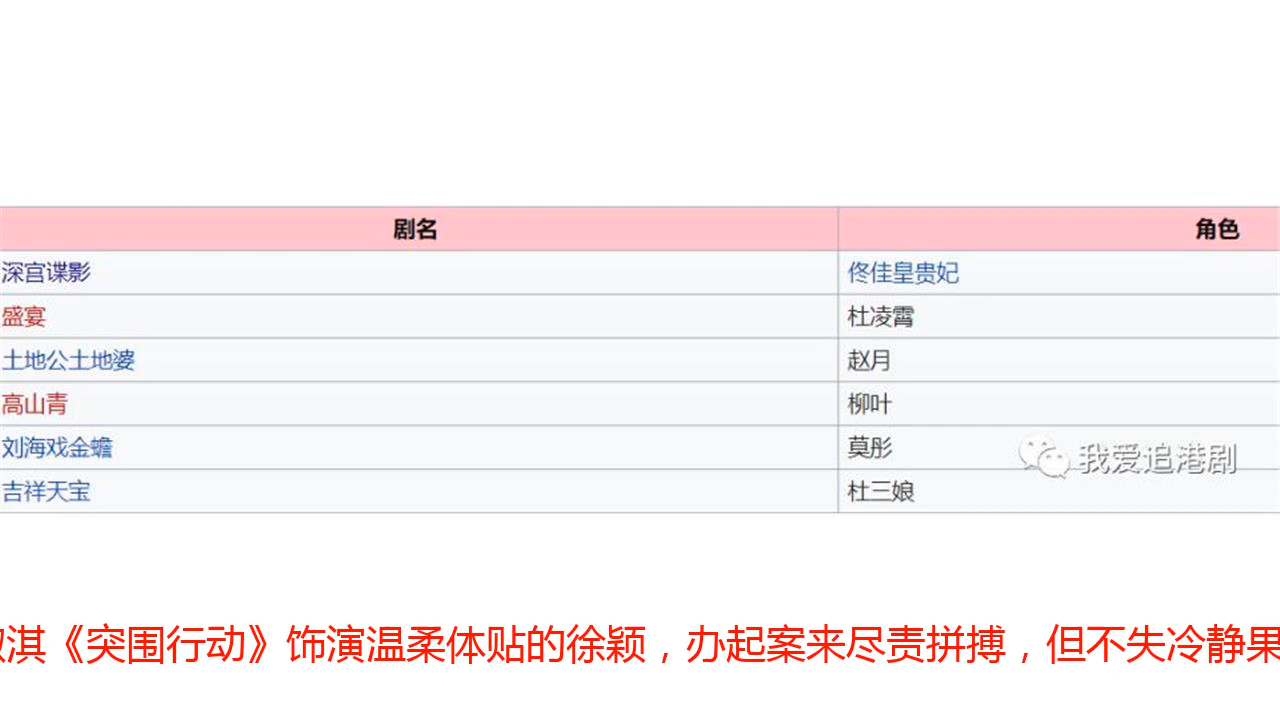 剧名 角色
深宫谍影 佟佳皇贵妃
盛宴 杜凌霄
土地公土地婆 赵月
高山青 柳叶
刘海戏金蟾 莫彤
我爱追港剧
吉祥天宝 杜三娘
淇《突围行动》饰演温柔体贴的徐颖，办起案来尽责拼搏，但不失冷静果